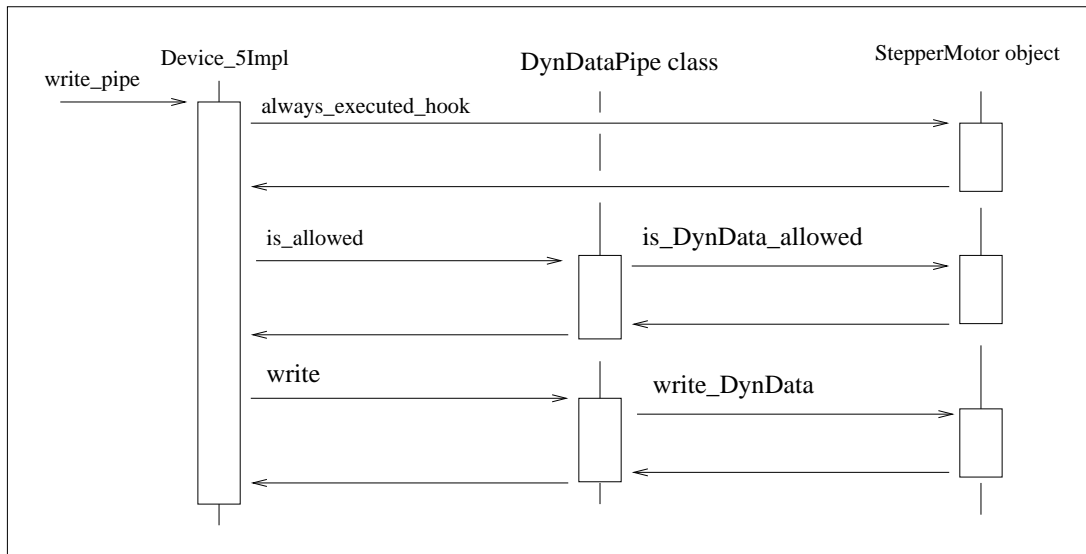 Device_5Impl
DynDataPipe class
StepperMotor object
write_pipe
always_executed_hook
is_allowed
is_DynData_allowed
write
write_DynData